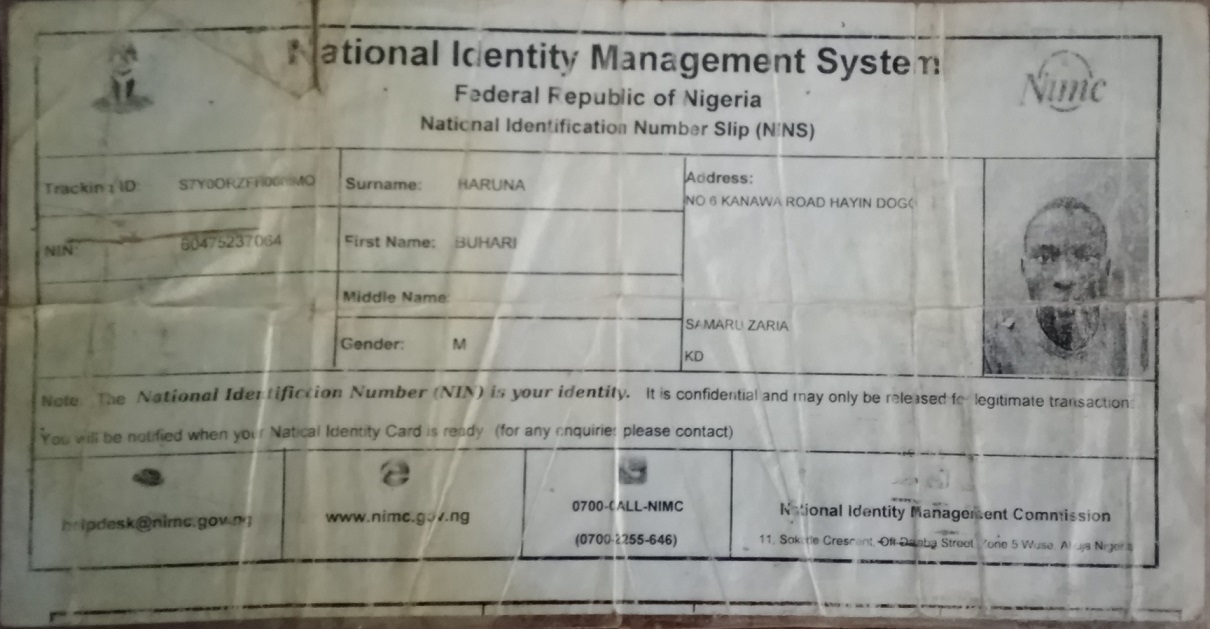 National Identity Management System
Nimc
Federal Republic of Nigeria
National Identification Number Slip (NINS)
Tracking ID:
Surname: HARUNA
Address:
NO 6 KANAWA ROAD HAYIN DOGO
NIN: 60475237064
First Name: BUHARI
Middle Name:
SAMARU ZARIA
Gender: M
KD
Note: The National Identification Number (NIN) is your identity. It is confidential and may only be released for legitimate transaction
You will be notified when your Natical Identity Card is ready (for any enquiries please contact)
helpdesk@nimc.gov.ng
www.nimc.gov.ng
0700-CALL-NIMC
(0700-2255-646)
National Identity Management Commission
11, Sokode Crescent, Off Dalaba Street Zone 5 Wuse, Abuja Nigeria